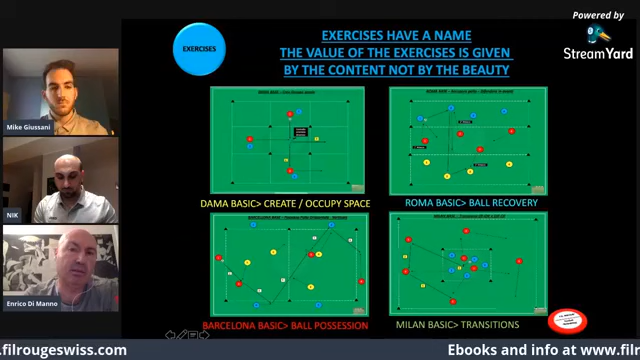 EXERCISES
EXERCISES HAVE A NAME
THE VALUE OF THE EXERCISES IS GIVEN
BY THE CONTENT NOT BY THE BEAUTY
Powered by
StreamYard
Mike Giussani
NIK
Enrico Di Manno
DAMA BASIC> CREATE / OCCUPY SPACE
ROMA BASIC> BALL RECOVERY
BARCELONA BASIC> BALL POSSESSION
MILAN BASIC> TRANSITIONS
.filrougeswiss.com
Ebooks and info at www.filr